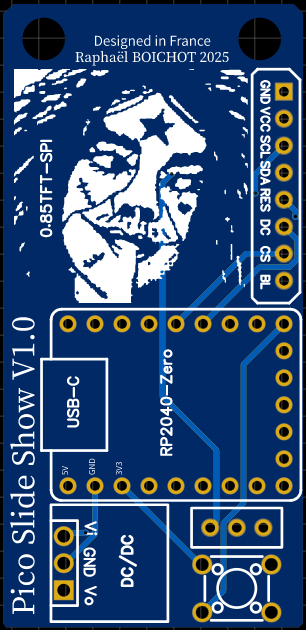 Designed in France
Raphaël BOICHOT 2025
GND VCC SCL SDA RES DC CS BL
0.85TFT-SPI
Pico Slide Show V1.0
USB-C
RP2040-Zero
5V
GND
3V3
Vi GND Vo
DC/DC